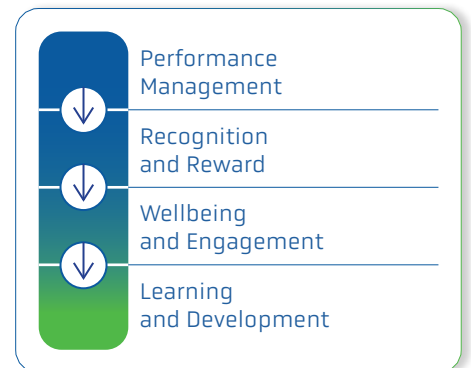 Performance
Management
Recognition
and Reward
Wellbeing
and Engagement
Learning
and Development